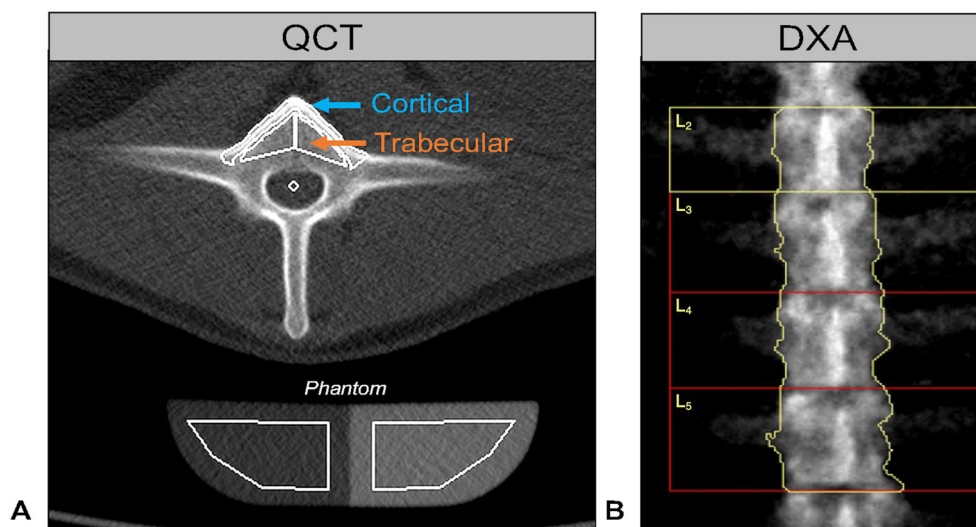 QCT
Cortical
Trabecular
Phantom
A
DXA
L2
L3
L4
L5
B